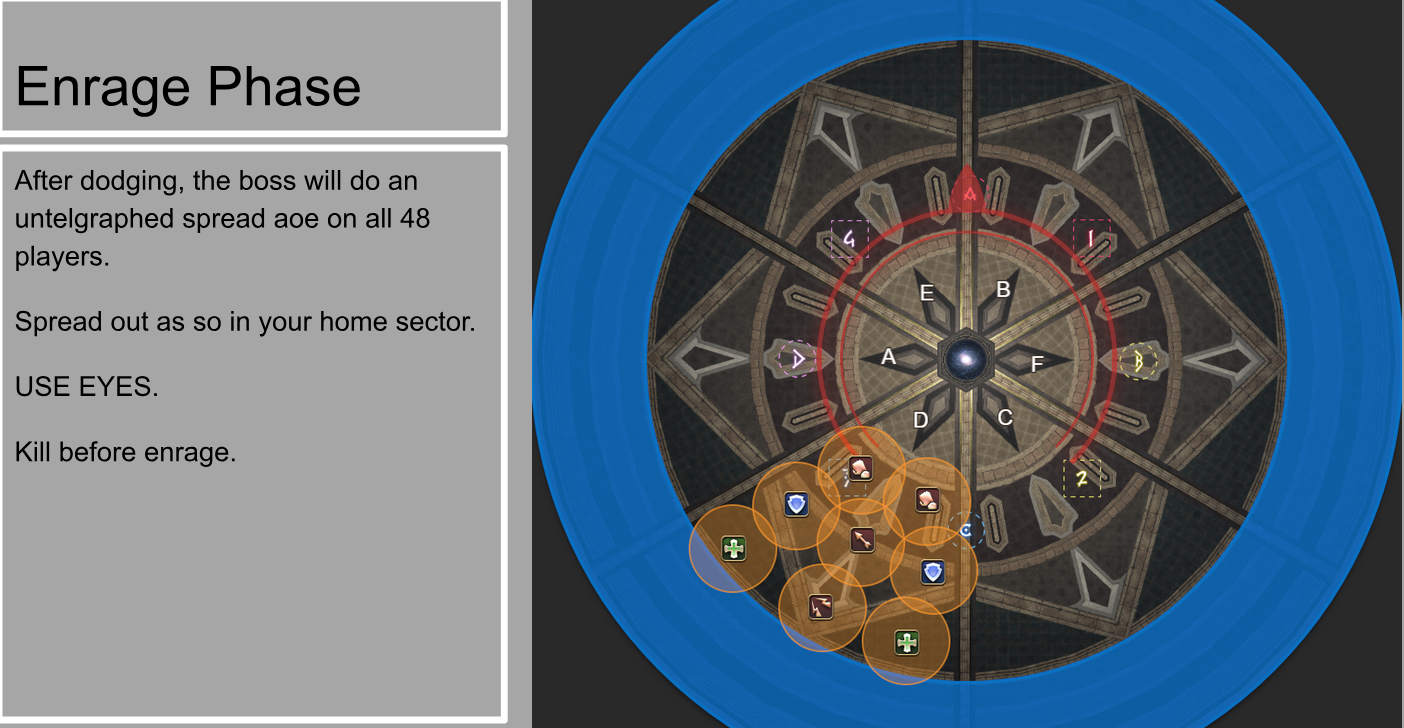 Enrage Phase
After dodging, the boss will do an
untelgraphed spread aoe on all 48
players.
Spread out as so in your home sector.
USE EYES.
Kill before enrage.
A
4
1
E
B
D
A
F
B
D
C
2
C